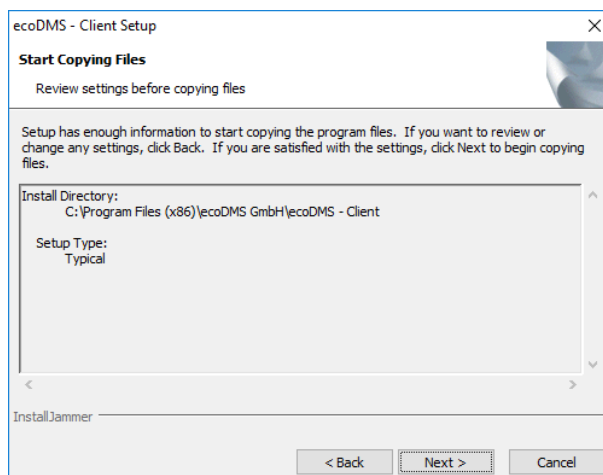 ecoDMS - Client Setup
Start Copying Files
Review settings before copying files
Setup has enough information to start copying the program files.  If you want to review or
change any settings, click Back.  If you are satisfied with the settings, click Next to begin copying
files.
Install Directory:
C:\Program Files (x86)\ecoDMS GmbH\ecoDMS - Client
Setup Type:
Typical
InstallJammer
< Back
Next >
Cancel